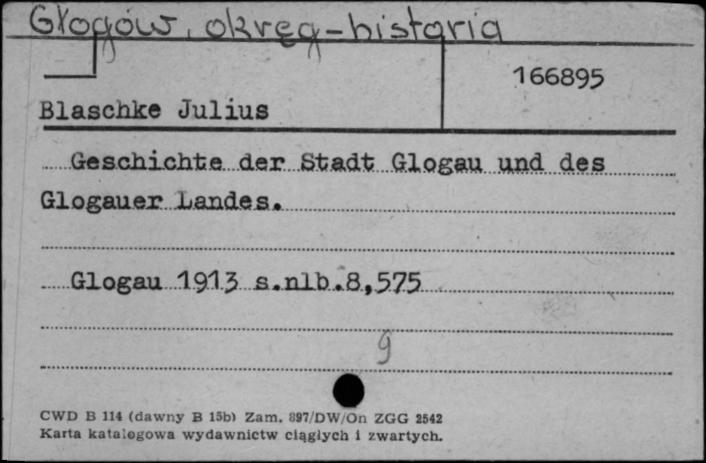 Głogów, okręg-historia
166895
Blaschke Julius
Geschichte der Stadt Glogau und des
Glogauer Landes.
Glogau 1913 s.nlb.8,575
9
CWD B 114 (dawny B 15b) Zam. 897/DW/On ZGG 2542
Karta katalogowa wydawnictw ciągłych i zwartych.